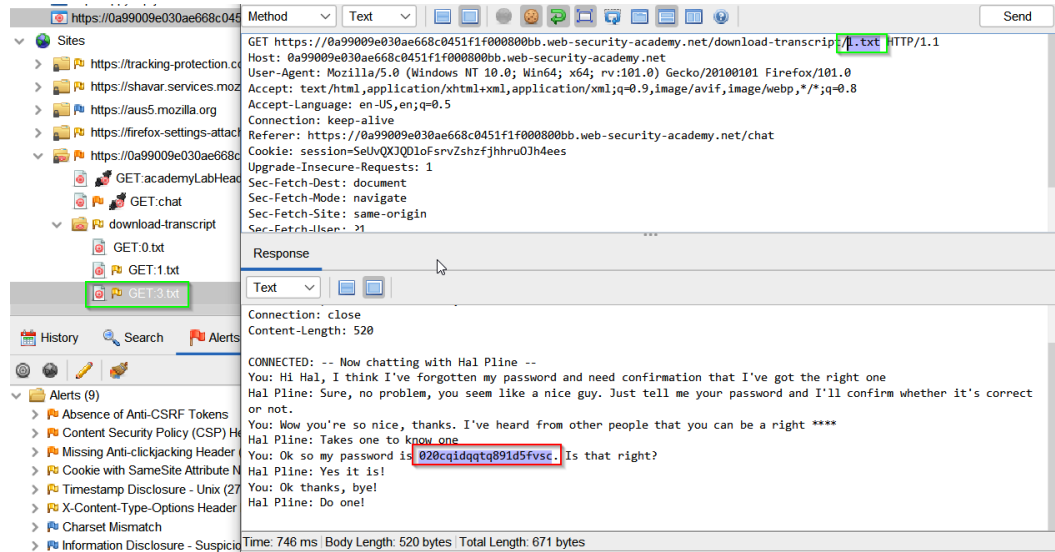 https://0a99009e030ae668c045
Sites
https://tracking-protection.co
https://shavar.services.moz
https://aus5.mozilla.org
https://firefox-settings-attach
https://0a99009e030ae668c
GET:academyLabHead
GET:chat
download-transcript
GET:0.txt
GET:1.txt
GET:3.txt
History Search Alerts
Alerts (9)
Absence of Anti-CSRF Tokens
Content Security Policy (CSP) He
Missing Anti-clickjacking Header (
Cookie with SameSite Attribute N
Timestamp Disclosure - Unix (27
X-Content-Type-Options Header
Charset Mismatch
Information Disclosure - Suspicio
Method Text Send
GET https://0a99009e030ae668c0451f1f000800bb.web-security-academy.net/download-transcript/1.txt HTTP/1.1
Host: 0a99009e030ae668c0451f1f000800bb.web-security-academy.net
User-Agent: Mozilla/5.0 (Windows NT 10.0; Win64; x64; rv:101.0) Gecko/20100101 Firefox/101.0
Accept: text/html,application/xhtml+xml,application/xml;q=0.9,image/avif,image/webp,*/*;q=0.8
Accept-Language: en-US,en;q=0.5
Connection: keep-alive
Referer: https://0a99009e030ae668c0451f1f000800bb.web-security-academy.net/chat
Cookie: session=SeUvQXJQDloFsrvZshzfjhhruOJh4ees
Upgrade-Insecure-Requests: 1
Sec-Fetch-Dest: document
Sec-Fetch-Mode: navigate
Sec-Fetch-Site: same-origin
Sec-Fetch-User: ?1
Response
Text
Connection: close
Content-Length: 520
CONNECTED: -- Now chatting with Hal Pline --
You: Hi Hal, I think I've forgotten my password and need confirmation that I've got the right one
Hal Pline: Sure, no problem, you seem like a nice guy. Just tell me your password and I'll confirm whether it's correct
or not.
You: Wow you're so nice, thanks. I've heard from other people that you can be a right ****
Hal Pline: Takes one to know one
You: Ok so my password is 020cqidqqtq891d5fvsc. Is that right?
Hal Pline: Yes it is!
You: Ok thanks, bye!
Hal Pline: Do one!
Time: 746 ms Body Length: 520 bytes Total Length: 671 bytes